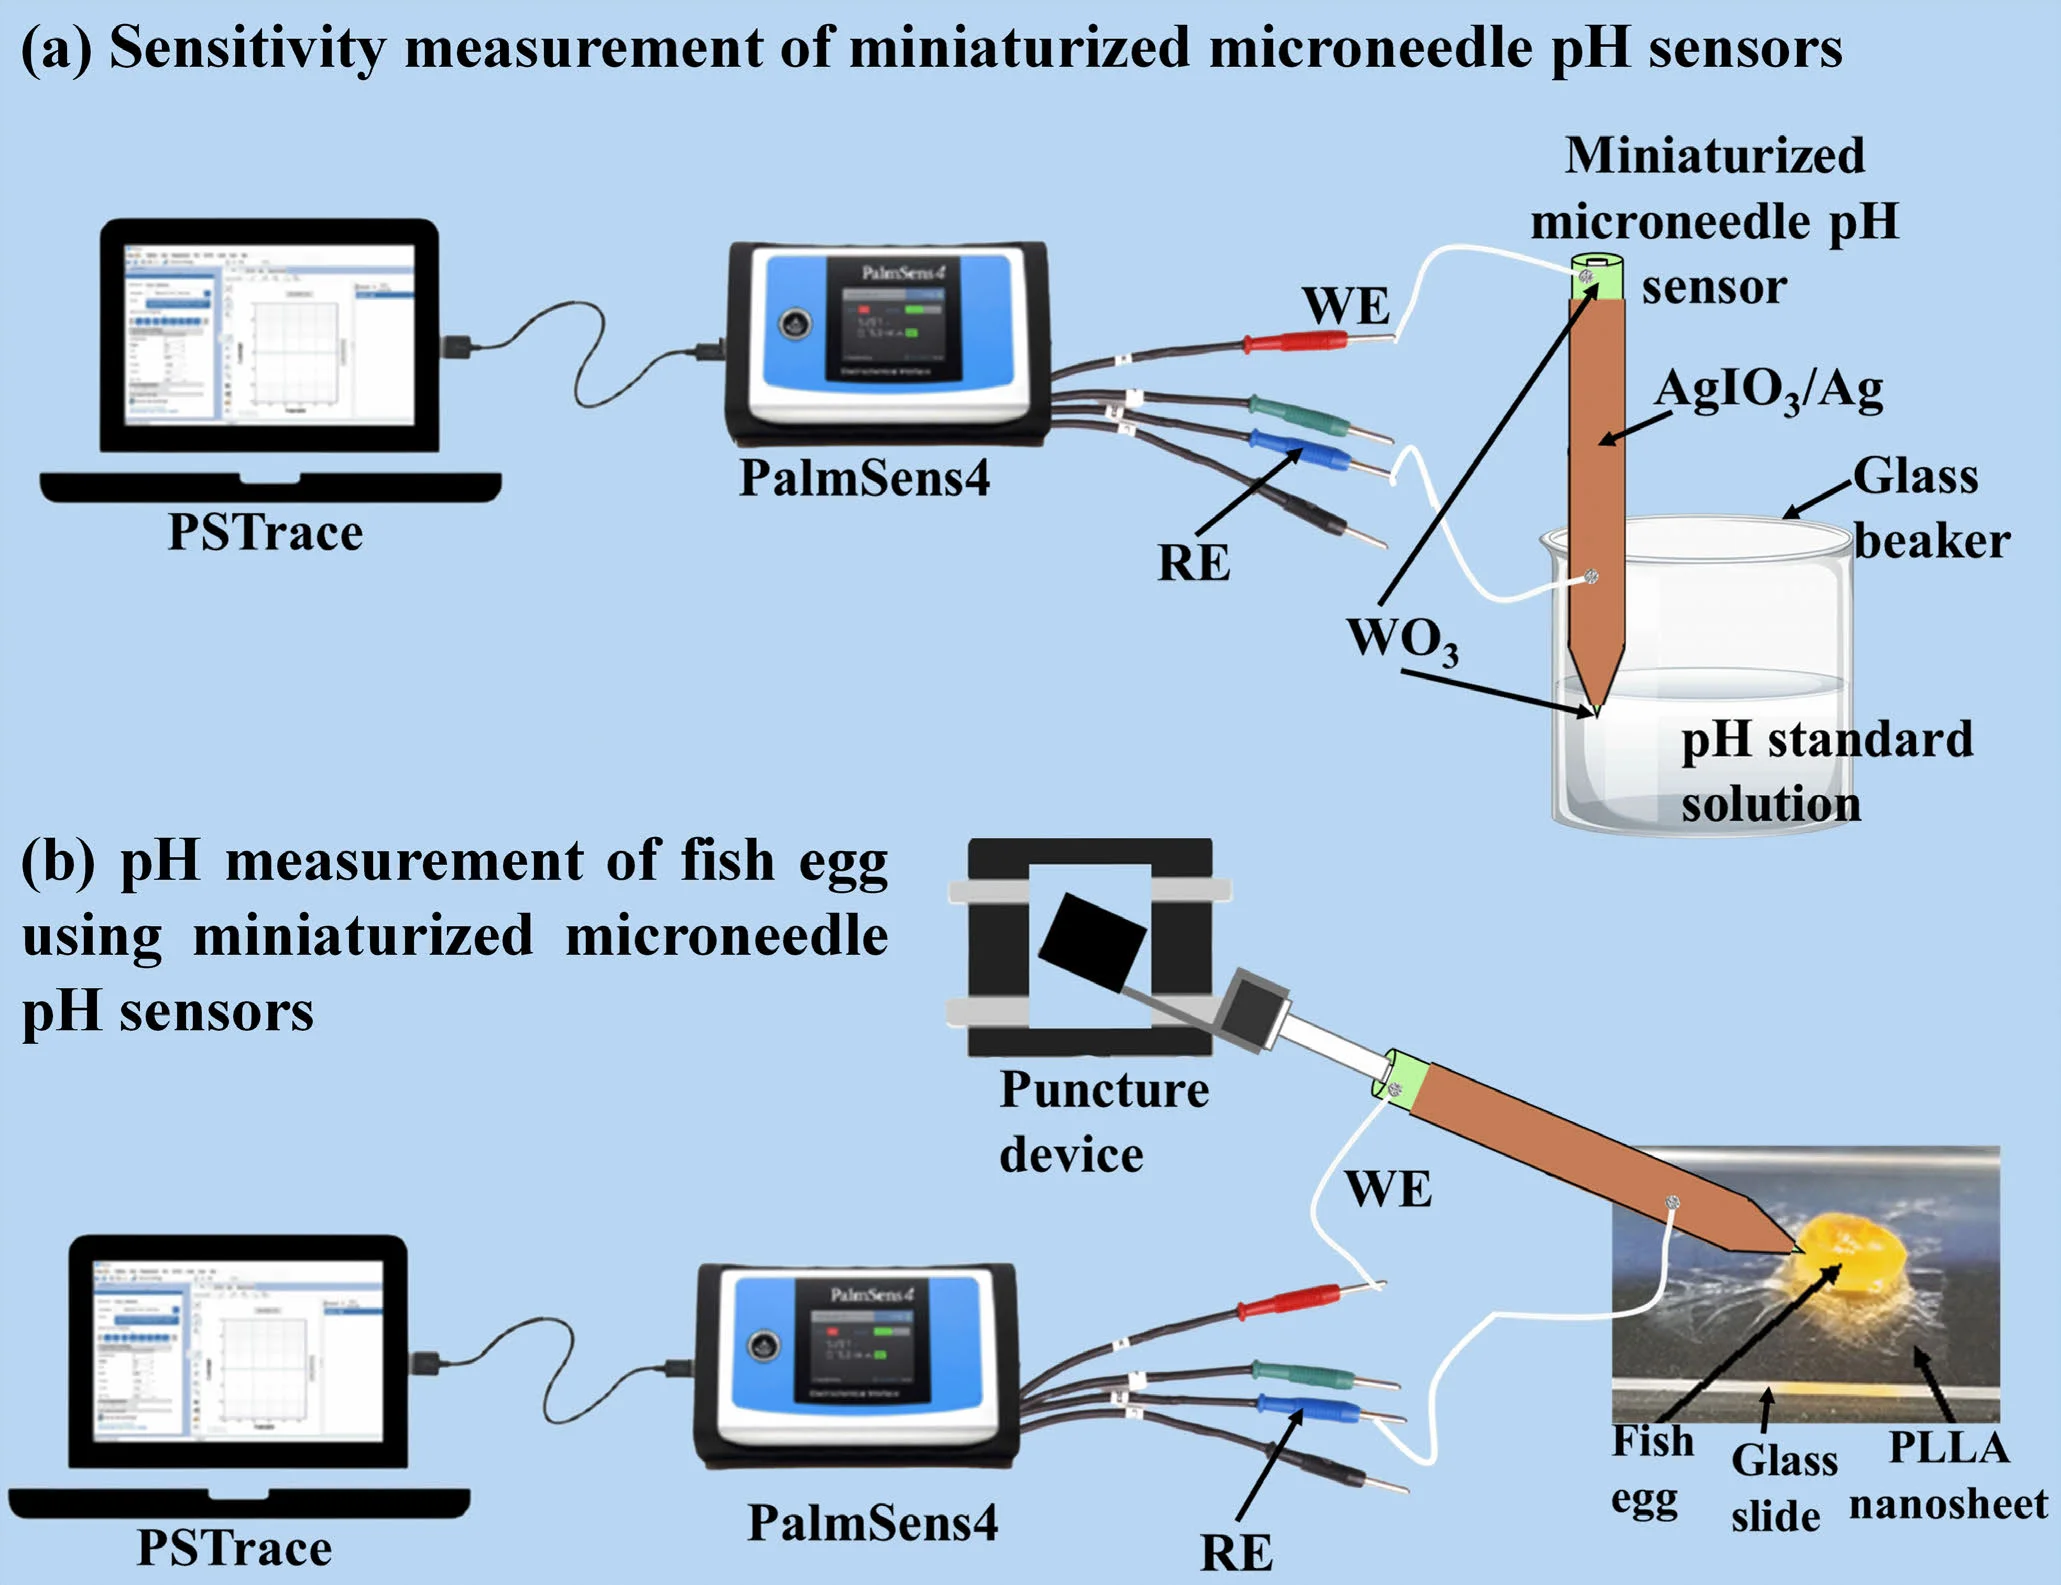 (a) Sensitivity measurement of miniaturized microneedle pH sensors
Miniaturized
microneedle pH
sensor
WE
PalmSens4
AgIO₃/Ag
Glass
beaker
PalmSens4
PSTrace
RE
WO₃
pH standard
solution
(b) pH measurement of fish egg
using miniaturized microneedle
pH sensors
Puncture
device
WE
PalmSens4
Fish
egg
Glass
slide
PLLA
nanosheet
PalmSens4
PSTrace
RE